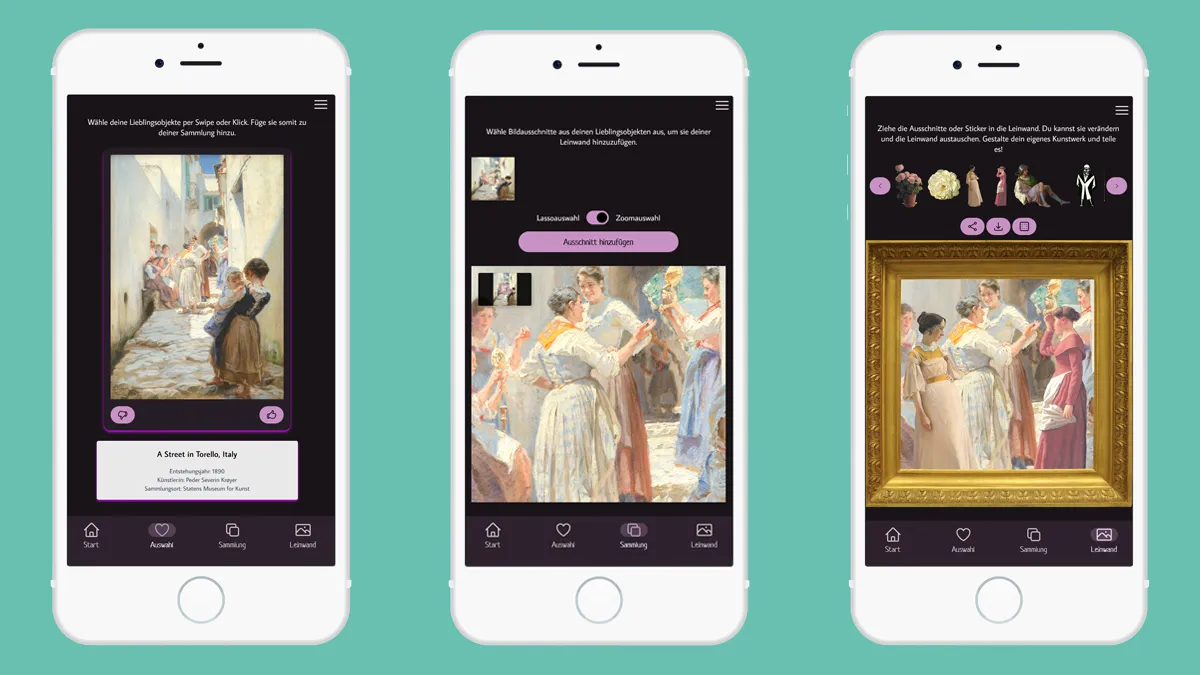 Wähle deine Lieblingsobjekte per Swipe oder Klick. Füge sie somit zu
deiner Sammlung hinzu.
A Street in Torello, Italy
Entstehungsjahr: 1890
Künstler:in: Peder Severin Krøyer
Sammlungsort: Statens Museum for Kunst
Start
Auswahl
Sammlung
Leinwand
Wähle Bildausschnitte aus deinen Lieblingsobjekten aus, um sie deiner
Leinwand hinzuzufügen.
Lassoauswahl
Zoomauswahl
Ausschnitt hinzufügen
Start
Auswahl
Sammlung
Leinwand
Ziehe die Ausschnitte oder Sticker in die Leinwand. Du kannst sie verändern
und die Leinwand austauschen. Gestalte dein eigenes Kunstwerk und teile
es!
Start
Auswahl
Sammlung
Leinwand